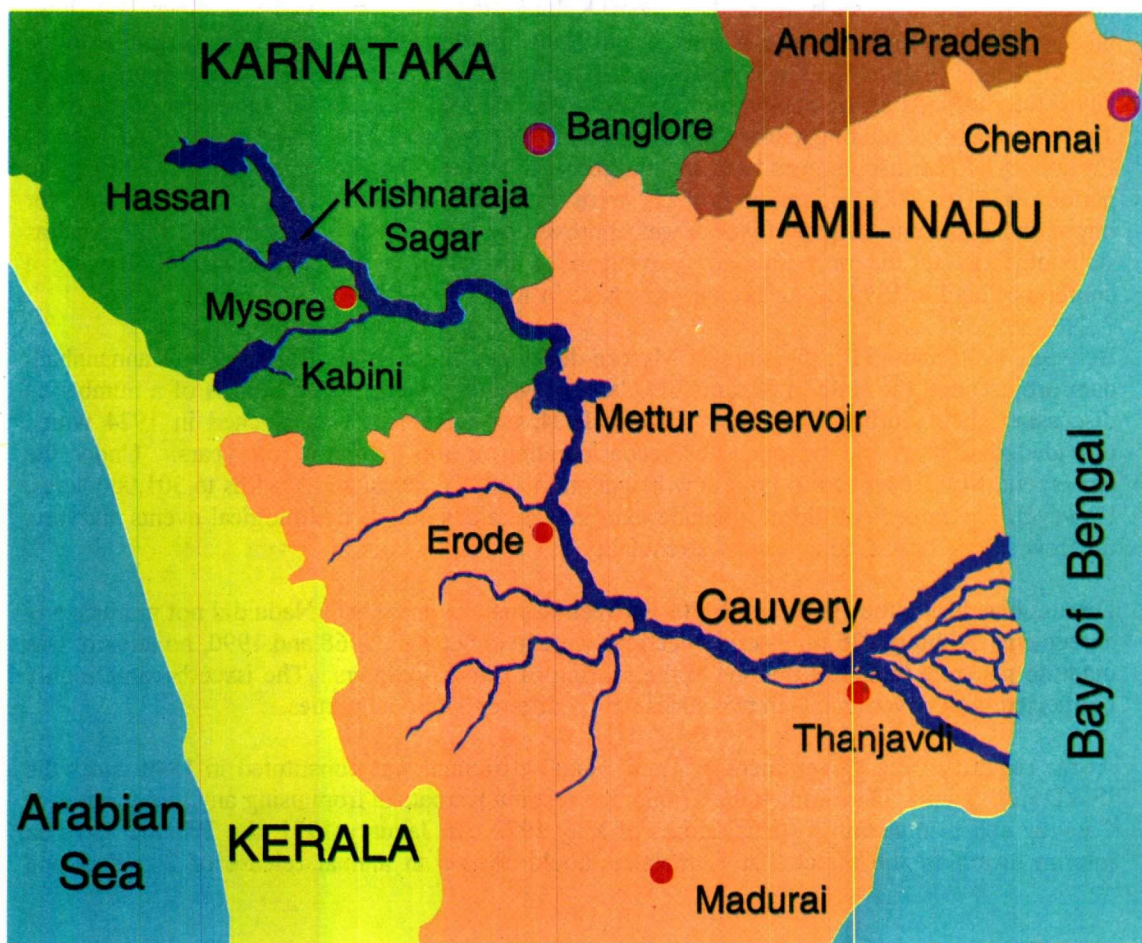 KARNATAKA
Andhra Pradesh
Banglore
Chennai
Hassan
Krishnaraja
Sagar
TAMIL NADU
Mysore
Kabini
Mettur Reservoir
Erode
Cauvery
Bay of Bengal
Thanjavdi
Arabian
Sea
KERALA
Madurai